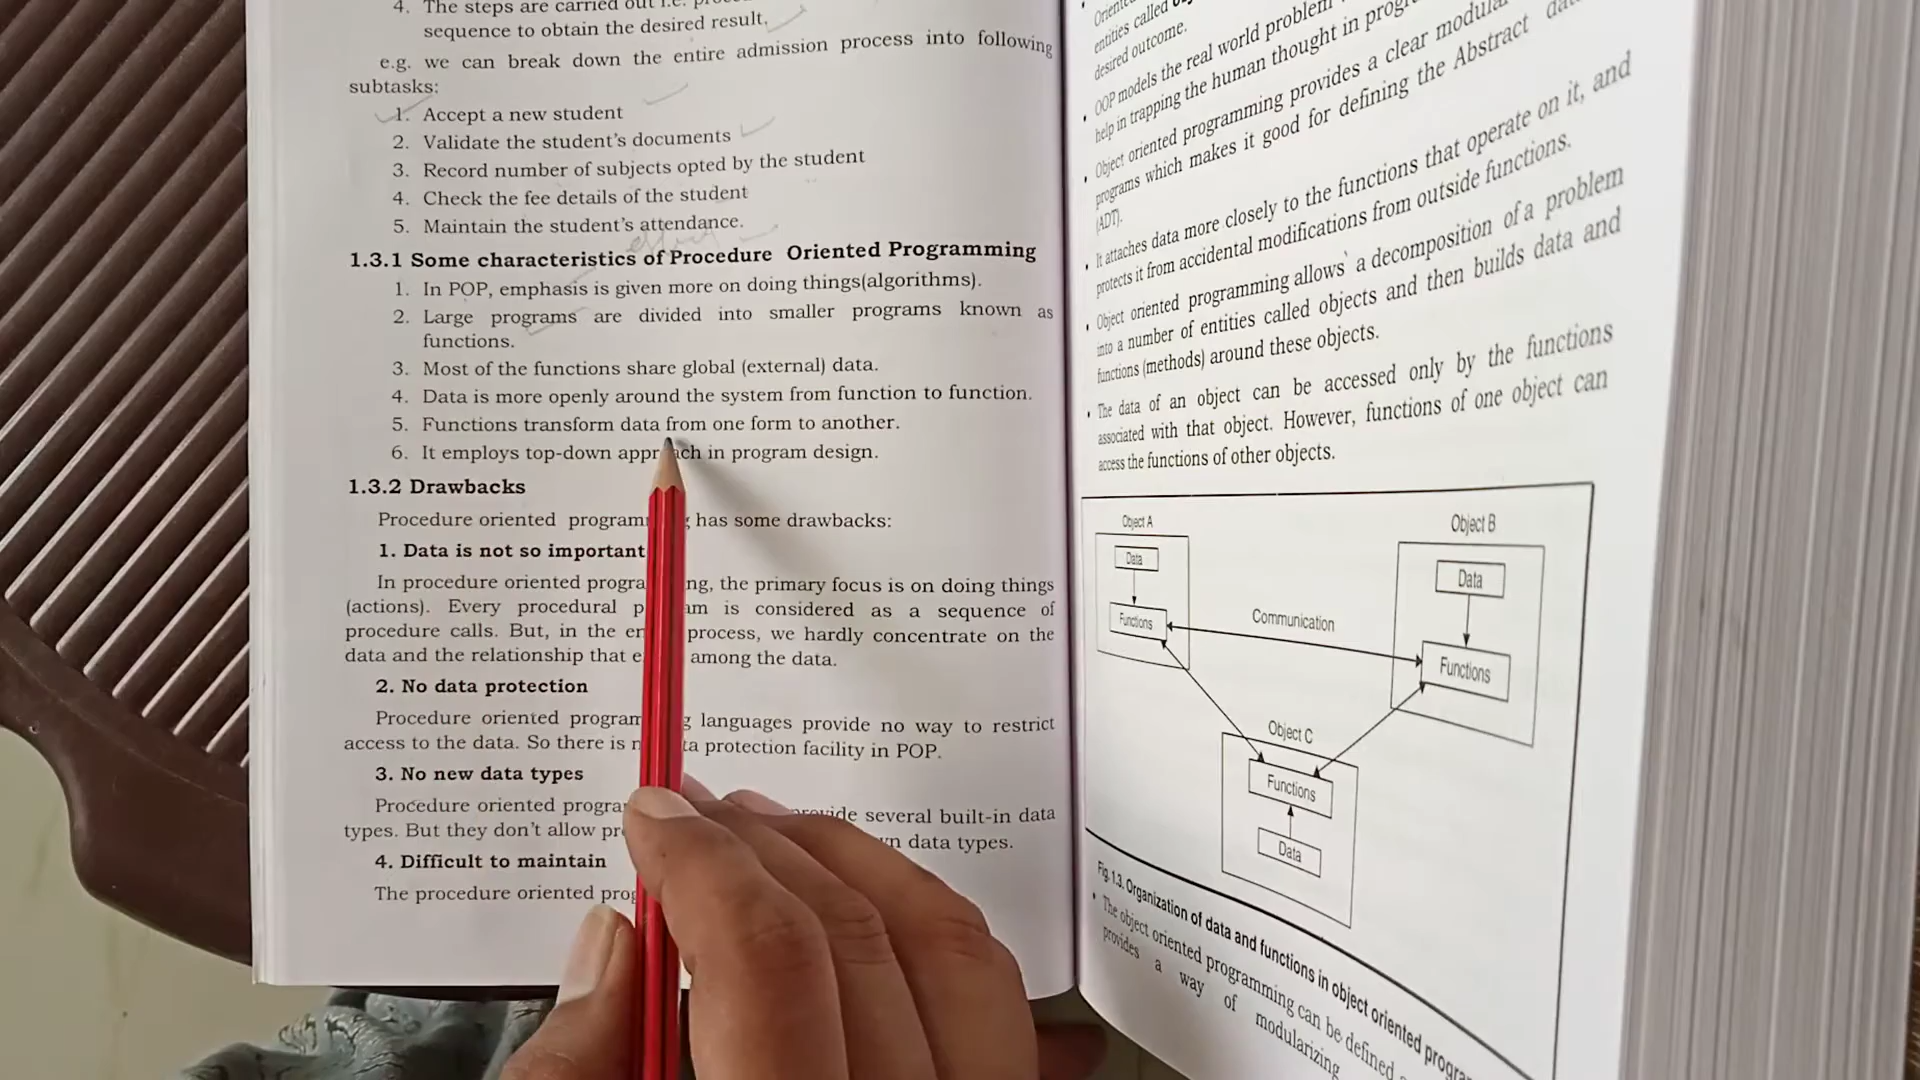 4. The steps are carried out i.e.
sequence to obtain the desired result.
e.g. we can break down the entire admission process into following
subtasks:
1. Accept a new student
2. Validate the student's documents
3. Record number of subjects opted by the student
4. Check the fee details of the student
5. Maintain the student's attendance.
1.3.1 Some characteristics of Procedure Oriented Programming
1. In POP, emphasis is given more on doing things(algorithms).
2. Large programs are divided into smaller programs known as
functions.
3. Most of the functions share global (external) data.
4. Data is more openly around the system from function to function.
5. Functions transform data from one form to another.
6. It employs top-down approach in program design.
1.3.2 Drawbacks
Procedure oriented program has some drawbacks:
1. Data is not so important
In procedure oriented progra ng, the primary focus is on doing things
(actions). Every procedural p am is considered as a sequence of
procedure calls. But, in the process, we hardly concentrate on the
data and the relationship that among the data.
2. No data protection
Procedure oriented program g languages provide no way to restrict
access to the data. So there is protection facility in POP.
3. No new data types
Procedure oriented progra provide several built-in data
types. But they don't allow data types.
4. Difficult to maintain
The procedure oriented prog
entities called
desired outcome.
• OOP models the real world problem
help in trapping the human thought in
• Object oriented programming provides a clear
programs which makes it good for defining the Abstract
(ADT).
• It attaches data more closely to the functions that operate on it, and
protects it from accidental modifications from outside functions.
• Object oriented programming allows a decomposition of a problem
into a number of entities called objects and then builds data and
functions (methods) around these objects.
• The data of an object can be accessed only by the functions
associated with that object. However, functions of one object can
access the functions of other objects.
Object A
Object B
Data
Data
Functions
Communication
Functions
Object C
Functions
Data
Fig. 1.3. Organization of data and functions in object oriented
• The object oriented programming can be defined
provides a way of modularizing